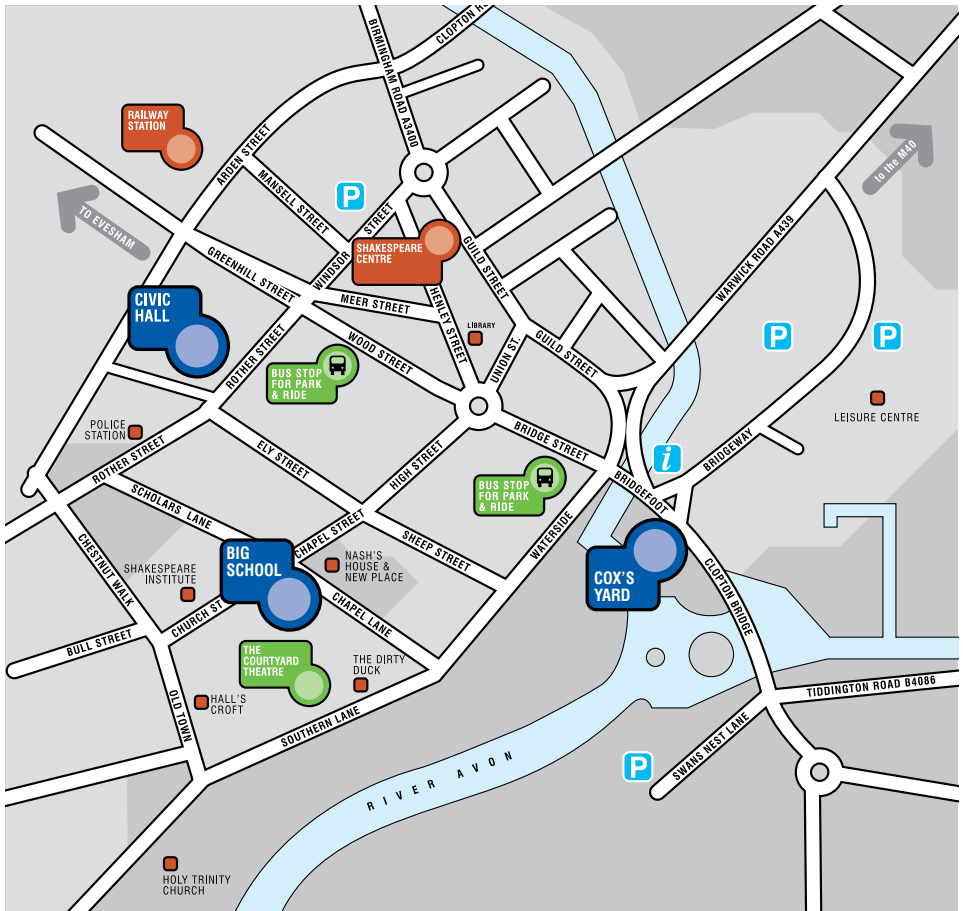 CLOPTON RO
BIRMINGHAM ROAD A3400
RAILWAY
STATION
ARDEN STREET
MANSELL STREET
P
to the M40
TO EVESHAM
WINDSOR STREET
SHAKESPEARE
CENTRE
GUILD STREET
WARWICK ROAD A439
GREENHILL STREET
MEER STREET
HENLEY STREET
CIVIC
HALL
LIBRARY
P
P
ROTHER STREET
WOOD STREET
UNION ST.
GUILD STREET
BUS STOP
FOR PARK
& RIDE
LEISURE CENTRE
POLICE
STATION
ROTHER STREET
ELY STREET
HIGH STREET
BRIDGE STREET
i
BRIDGEWAY
BRIDGEFOOT
BUS STOP
FOR PARK
& RIDE
SCHOLARS LANE
CHAPEL STREET
SHEEP STREET
WATERSIDE
CHESTNUT WALK
BIG
SCHOOL
NASH'S
HOUSE &
NEW PLACE
SHAKESPEARE
INSTITUTE
COX'S
YARD
CLOPTON BRIDGE
CHURCH ST
CHAPEL LANE
BULL STREET
THE
COURTYARD
THEATRE
THE DIRTY
DUCK
HALL'S
CROFT
OLD TOWN
SOUTHERN LANE
TIDDINGTON ROAD B4086
SWANS NEST LANE
P
RIVER AVON
HOLY TRINITY
CHURCH